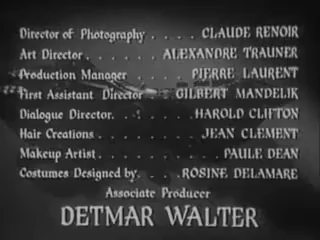 Director of Photography . . . . CLAUDE RENOIR
Art Director . . . . . . ALEXANDRE TRAUNER
Production Manager . . . . . PIERRE LAURENT
First Assistant Director . . GILBERT MANDELIK
Dialogue Director. . . . . . HAROLD CLIFTON
Hair Creations . . . . . . . JEAN CLEMENT
Makeup Artist . . . . . . . . PAULE DEAN
Costumes Designed by. . . . ROSINE DELAMARE
Associate Producer
DETMAR WALTER